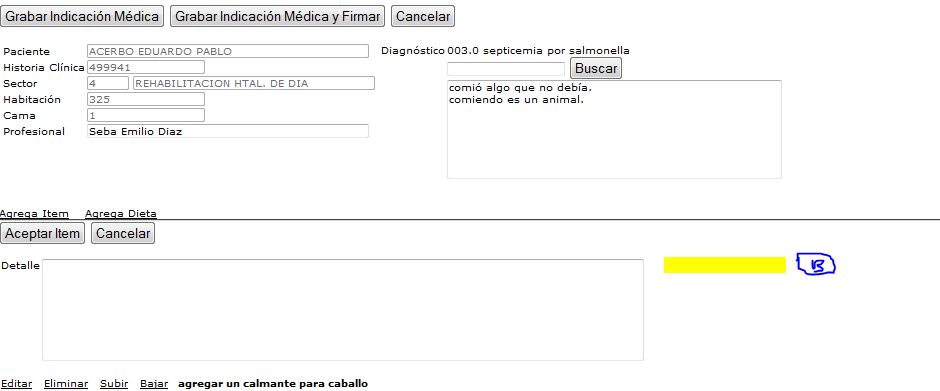 Grabar Indicación Médica Grabar Indicación Médica y Firmar Cancelar
Paciente ACERBO EDUARDO PABLO
Historia Clínica 499941
Sector 4 REHABILITACION HTAL. DE DIA
Habitación 325
Cama 1
Profesional Seba Emilio Diaz
Diagnóstico 003.0 septicemia por salmonella
Buscar
comió algo que no debía.
comiendo es un animal.
Agrega Item Agrega Dieta
Aceptar Item Cancelar
Detalle
Editar Eliminar Subir Bajar agregar un calmante para caballo